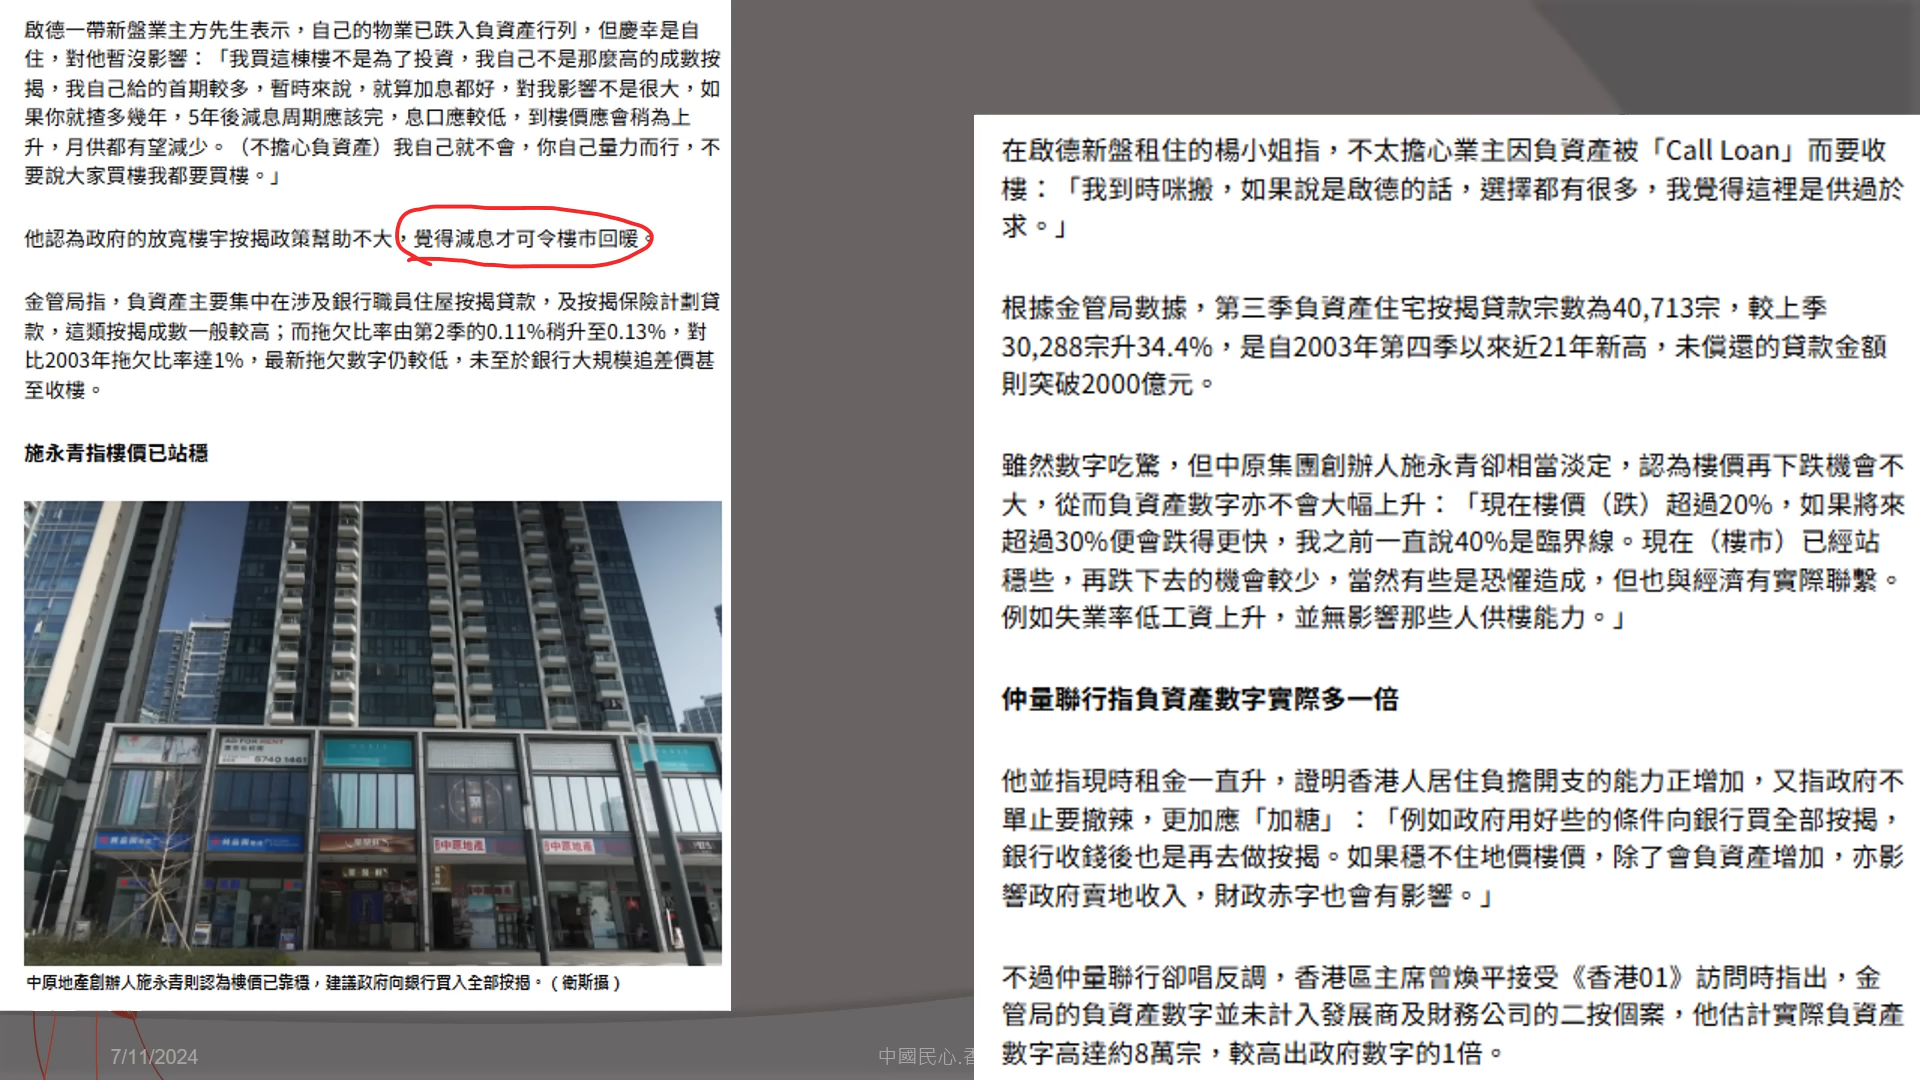 啟德一帶新盤業主方先生表示，自己的物業已跌入負資產行列，但慶幸是自
住，對他暫沒影響：「我買這棟樓不是為了投資，我自己不是那麼高的成數按
揭，我自己給的首期較多，暫時來說，就算加息都好，對我影響不是很大，如
果你就揸多幾年，5年後減息周期應該完，息口應較低，到樓價應會稍為上
升，月供都有望減少。（不擔心負資產）我自己就不會，你自己量力而行，不
要說大家買樓我都要買樓。」
他認為政府的放寬樓宇按揭政策幫助不大，覺得減息才可令樓市回暖。
金管局指，負資產主要集中在涉及銀行職員住屋按揭貸款，及按揭保險計劃貸
款，這類按揭成數一般較高；而拖欠比率由第2季的0.11%稍升至0.13%，對
比2003年拖欠比率達1%，最新拖欠數字仍較低，未至於銀行大規模追差價甚
至收樓。
施永青指樓價已站穩
5740 1461
中原地產
中原地產
中原地產創辦人施永青則認為樓價已靠穩，建議政府向銀行買入全部按揭。（衛斯攝）
7/11/2024
中國民心.香
在啟德新盤租住的楊小姐指，不太擔心業主因負資產被「Call Loan」而要收
樓：「我到時咪搬，如果說是啟德的話，選擇都有很多，我覺得這裡是供過於
求。」
根據金管局數據，第三季負資產住宅按揭貸款宗數為40,713宗，較上季
30,288宗升34.4%，是自2003年第四季以來近21年新高，未償還的貸款金額
則突破2000億元。
雖然數字吃驚，但中原集團創辦人施永青卻相當淡定，認為樓價再下跌機會不
大，從而負資產數字亦不會大幅上升：「現在樓價（跌）超過20%，如果將來
超過30%便會跌得更快，我之前一直說40%是臨界線。現在（樓市）已經站
穩些，再跌下去的機會較少，當然有些是恐懼造成，但也與經濟有實際聯繫。
例如失業率低工資上升，並無影響那些人供樓能力。」
仲量聯行指負資產數字實際多一倍
他並指現時租金一直升，證明香港人居住負擔開支的能力正增加，又指政府不
單止要撤辣，更加應「加糖」：「例如政府用好些的條件向銀行買全部按揭，
銀行收錢後也是再去做按揭。如果穩不住地價樓價，除了會負資產增加，亦影
響政府賣地收入，財政赤字也會有影響。」
不過仲量聯行卻唱反調，香港區主席曾煥平接受《香港01》訪問時指出，金
管局的負資產數字並未計入發展商及財務公司的二按個案，他估計實際負資產
數字高達約8萬宗，較高出政府數字的1倍。